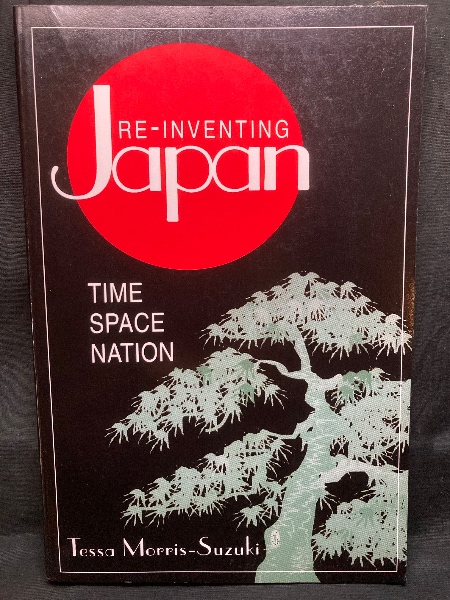 RE-INVENTING
Japan
TIME
SPACE
NATION
Tessa Morris-Suzuki